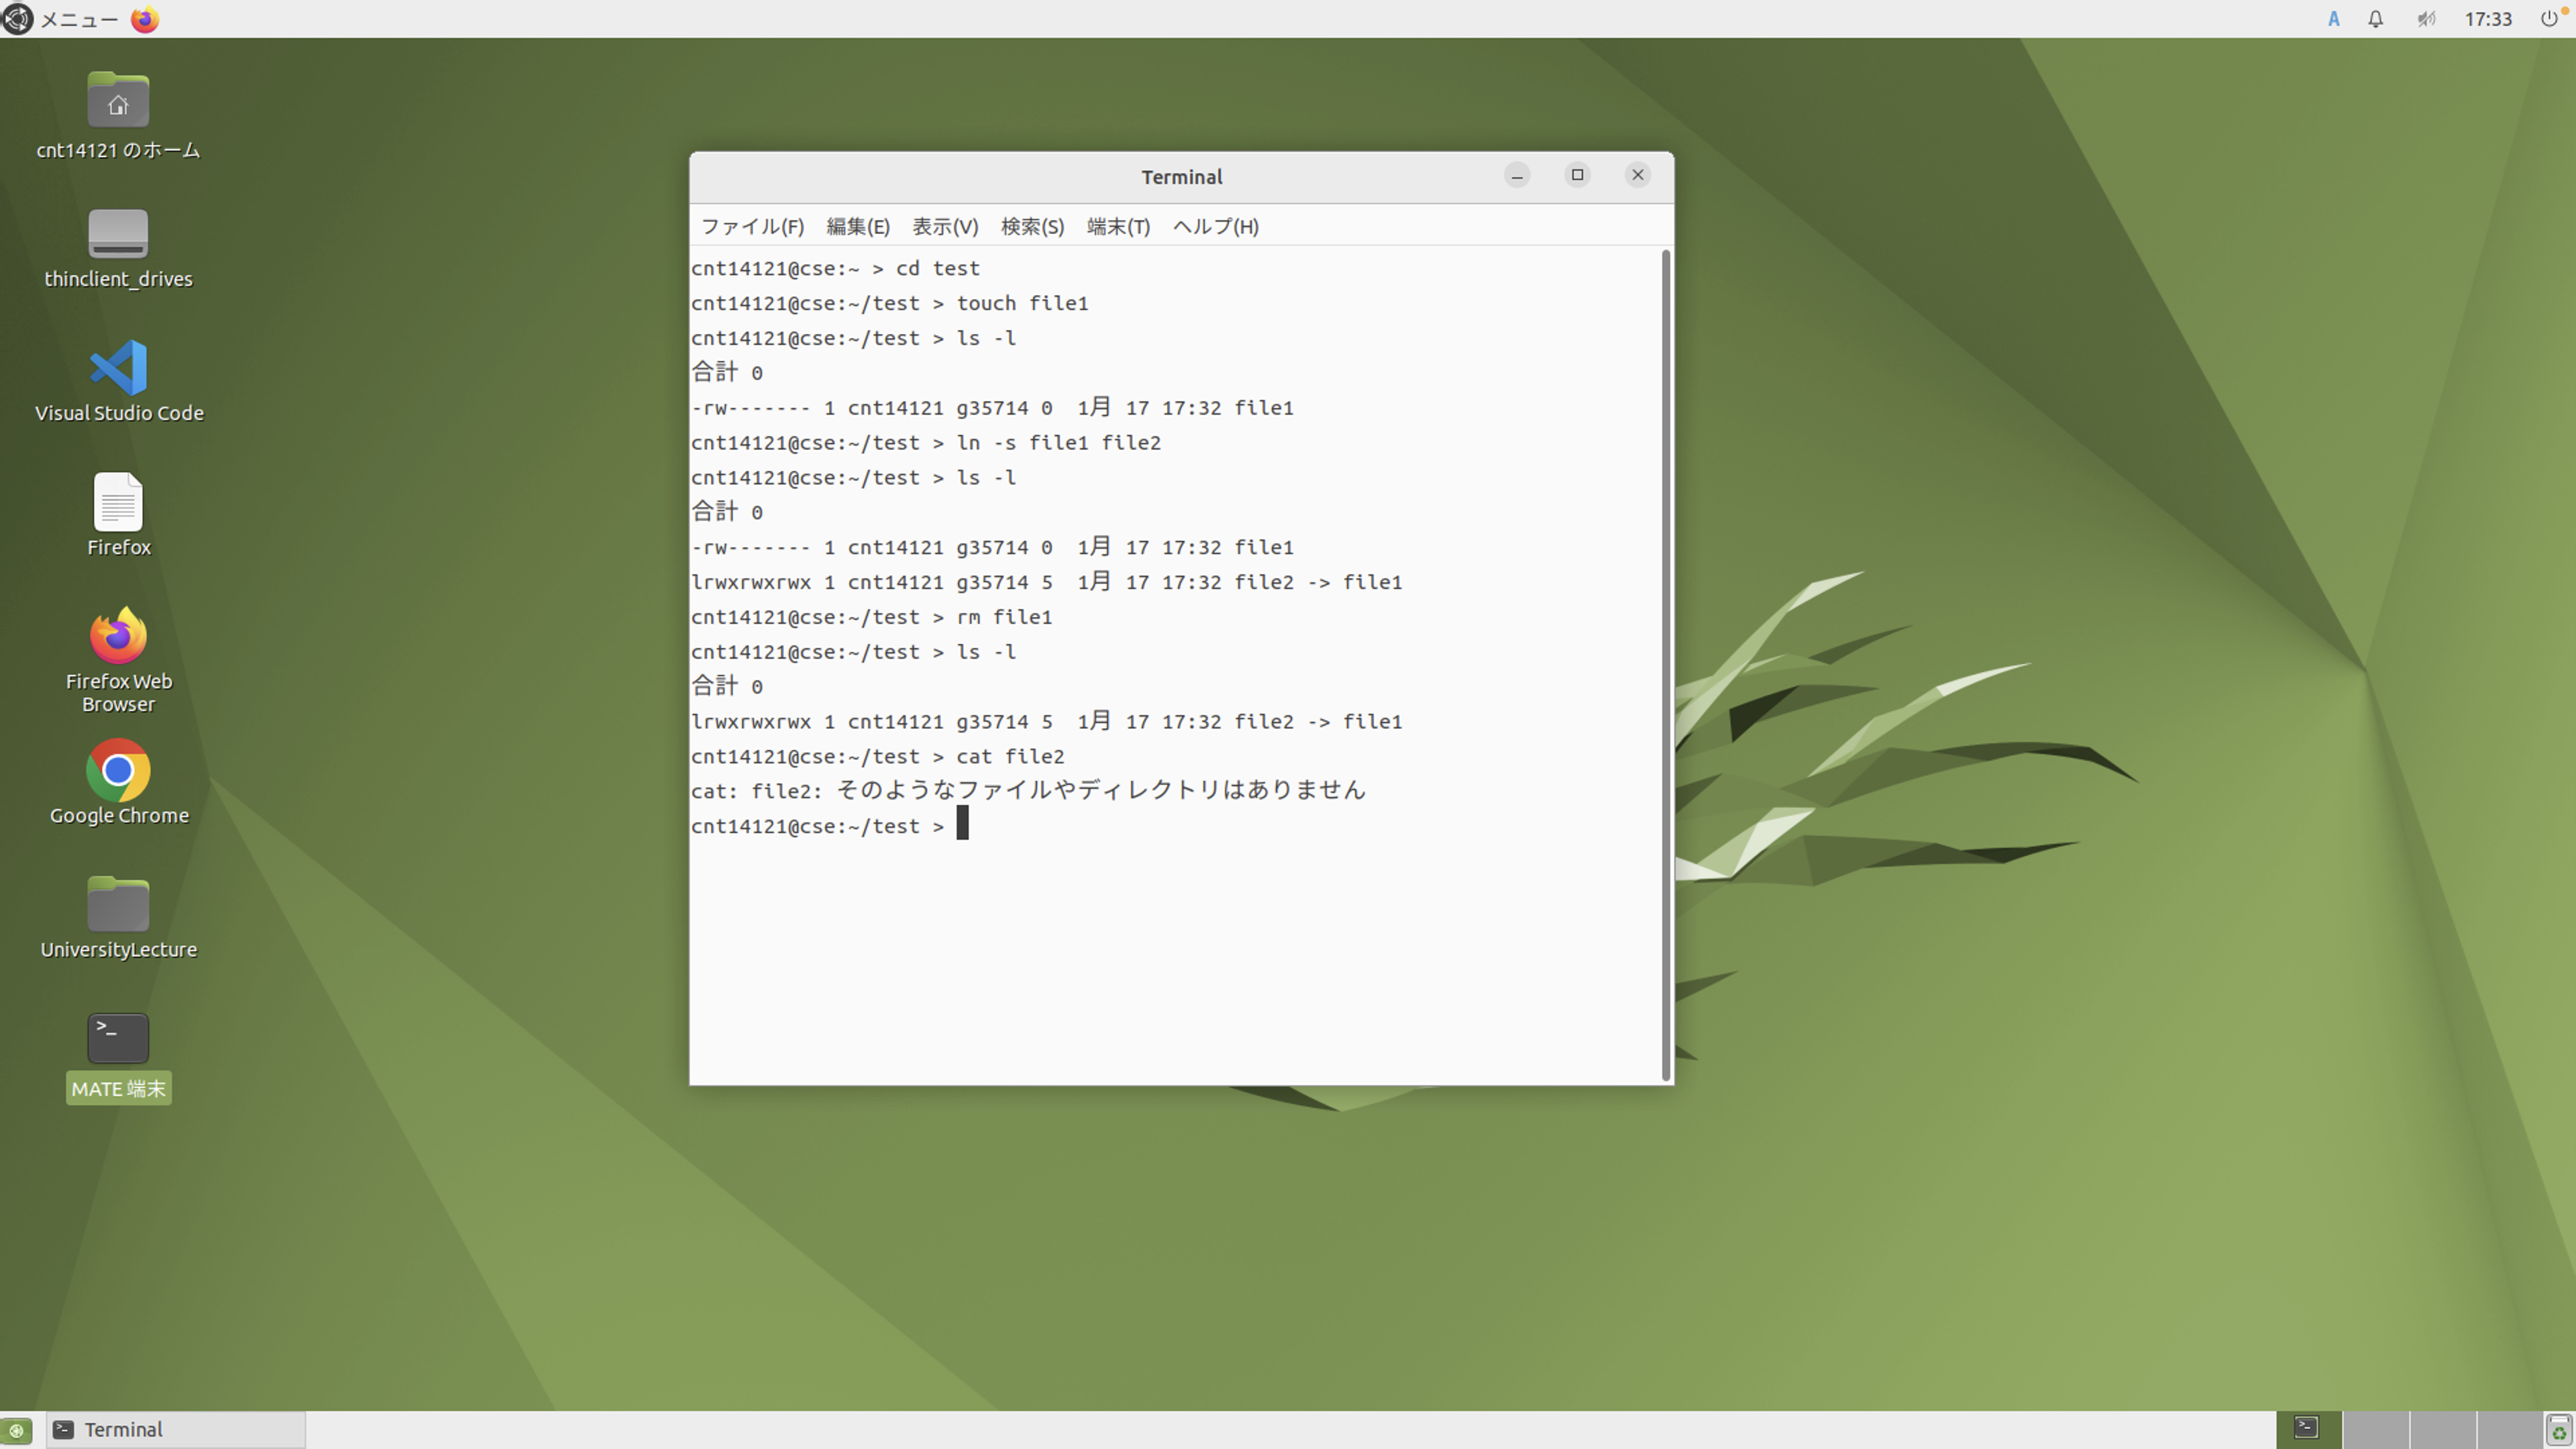 メニュー
17:33
cnt14121 のホーム
thinclient_drives
Visual Studio Code
Firefox
Firefox Web
Browser
Google Chrome
UniversityLecture
>_
MATE 端末
Terminal
ファイル(F) 編集(E) 表示(V) 検索(S) 端末(T) ヘルプ(H)
cnt14121@cse:~ > cd test
cnt14121@cse:~/test > touch file1
cnt14121@cse:~/test > ls -l
合計 0
-rw------- 1 cnt14121 g35714 0  1月 17 17:32 file1
cnt14121@cse:~/test > ln -s file1 file2
cnt14121@cse:~/test > ls -l
合計 0
-rw------- 1 cnt14121 g35714 0  1月 17 17:32 file1
lrwxrwxrwx 1 cnt14121 g35714 5  1月 17 17:32 file2 -> file1
cnt14121@cse:~/test > rm file1
cnt14121@cse:~/test > ls -l
合計 0
lrwxrwxrwx 1 cnt14121 g35714 5  1月 17 17:32 file2 -> file1
cnt14121@cse:~/test > cat file2
cat: file2: そのようなファイルやディレクトリはありません
cnt14121@cse:~/test >
Terminal